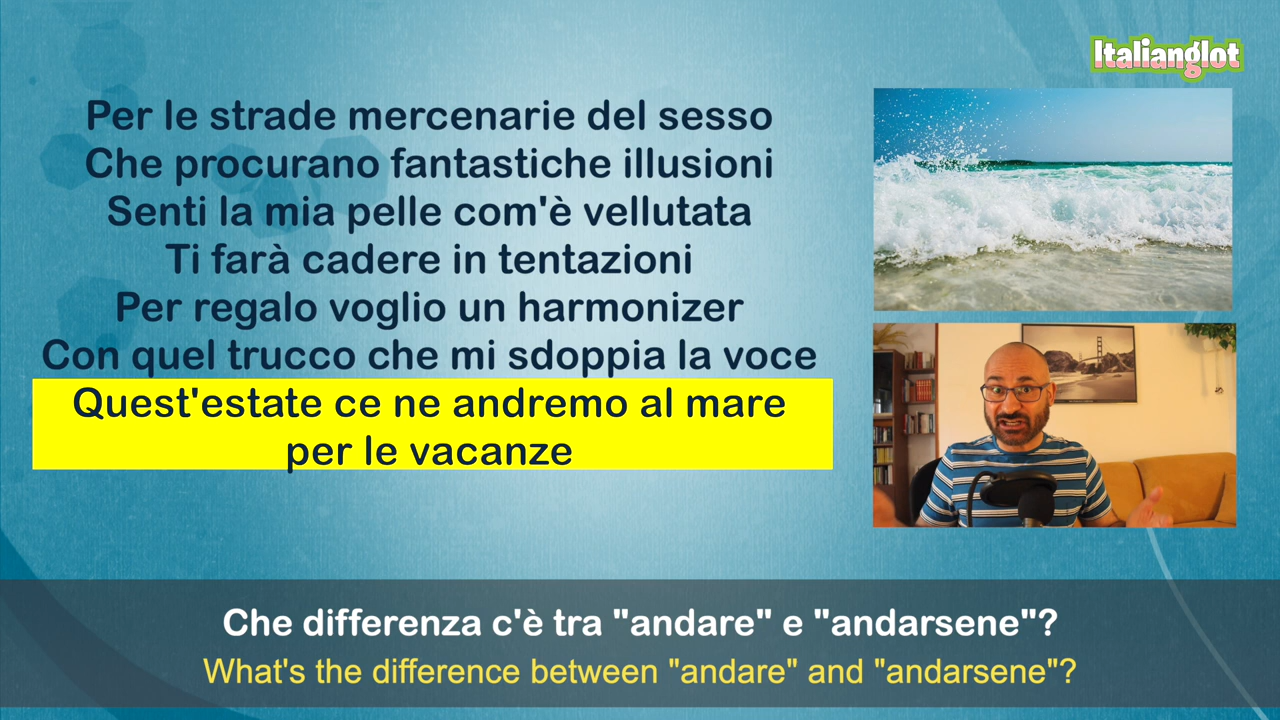 Italianglot
Per le strade mercenarie del sesso
Che procurano fantastiche illusioni
Senti la mia pelle com'è vellutata
Ti farà cadere in tentazioni
Per regalo voglio un harmonizer
Con quel trucco che mi sdoppia la voce
Quest'estate ce ne andremo al mare
per le vacanze
Che differenza c'è tra "andare" e "andarsene"?
What's the difference between "andare" and "andarsene"?